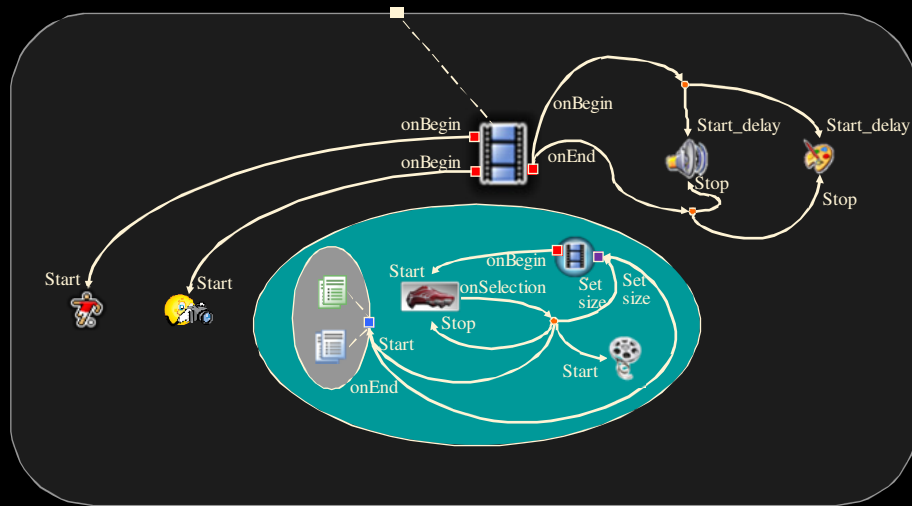 onBegin
onBegin
onBegin
onEnd
Start_delay
Start_delay
Stop
Stop
Start
Start
onBegin
Start
Set
size
Set
size
onSelection
Stop
Start
Start
onEnd